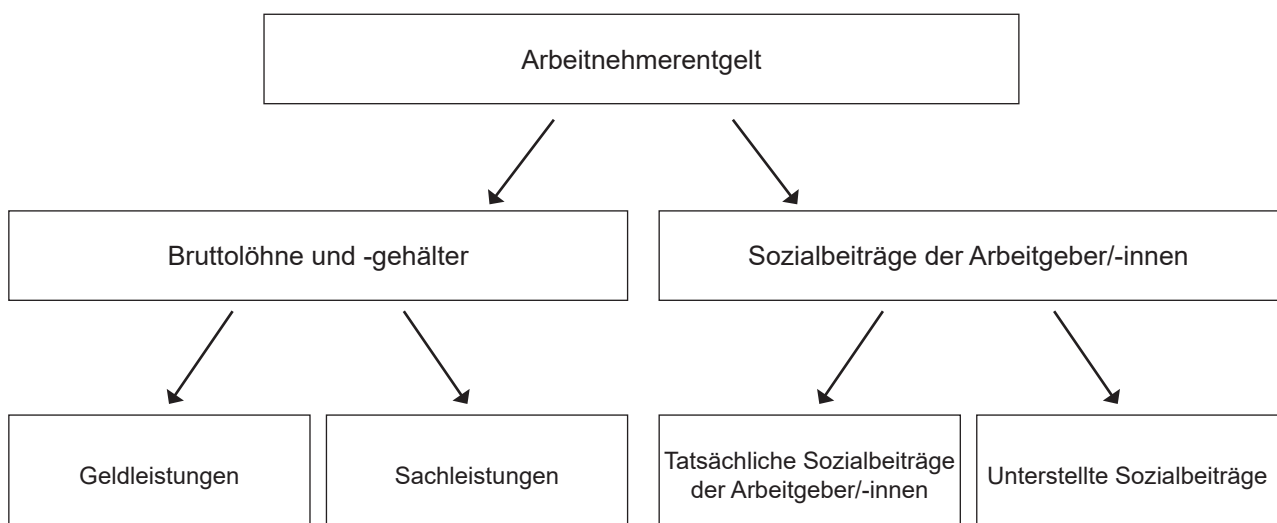 Arbeitnehmerentgelt
Bruttolöhne und -gehälter
Sozialbeiträge der Arbeitgeber/-innen
Geldleistungen
Sachleistungen
Tatsächliche Sozialbeiträge
der Arbeitgeber/-innen
Unterstellte Sozialbeiträge